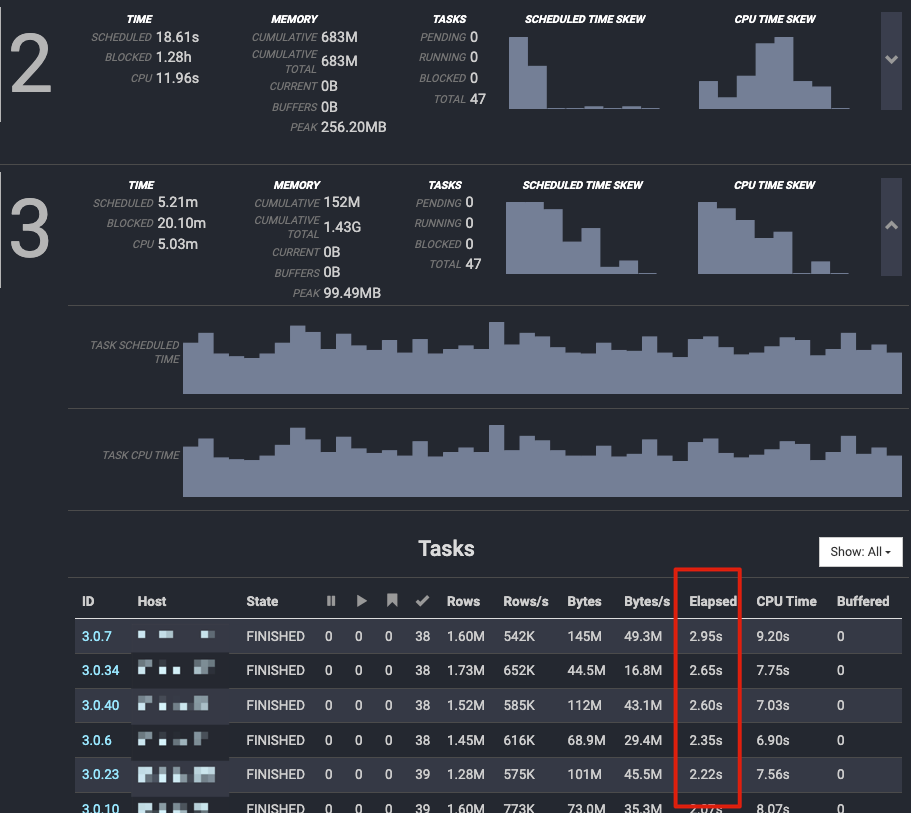 2
TIME
SCHEDULED 18.61s
BLOCKED 1.28h
CPU 11.96s
MEMORY
CUMULATIVE 683M
CUMULATIVE TOTAL 683M
CURRENT 0B
BUFFERS 0B
PEAK 256.20MB
TASKS
PENDING 0
RUNNING 0
BLOCKED 0
TOTAL 47
SCHEDULED TIME SKEW
CPU TIME SKEW
3
TIME
SCHEDULED 5.21m
BLOCKED 20.10m
CPU 5.03m
MEMORY
CUMULATIVE 152M
CUMULATIVE TOTAL 1.43G
CURRENT 0B
BUFFERS 0B
PEAK 99.49MB
TASKS
PENDING 0
RUNNING 0
BLOCKED 0
TOTAL 47
SCHEDULED TIME SKEW
CPU TIME SKEW
TASK SCHEDULED
TIME
TASK CPU TIME
Tasks
Show: All
ID Host State Rows Rows/s Bytes Bytes/s Elapsed CPU Time Buffered
3.0.7 FINISHED 0 0 0 38 1.60M 542K 145M 49.3M 2.95s 9.20s 0
3.0.34 FINISHED 0 0 0 38 1.73M 652K 44.5M 16.8M 2.65s 7.75s 0
3.0.40 FINISHED 0 0 0 38 1.52M 585K 112M 43.1M 2.60s 7.03s 0
3.0.6 FINISHED 0 0 0 38 1.45M 616K 68.9M 29.4M 2.35s 6.90s 0
3.0.23 FINISHED 0 0 0 39 1.28M 575K 101M 45.5M 2.22s 7.56s 0
3.0.10 FINISHED 0 0 0 39 1.60M 773K 73.0M 35.3M 2.07s 8.07s 0